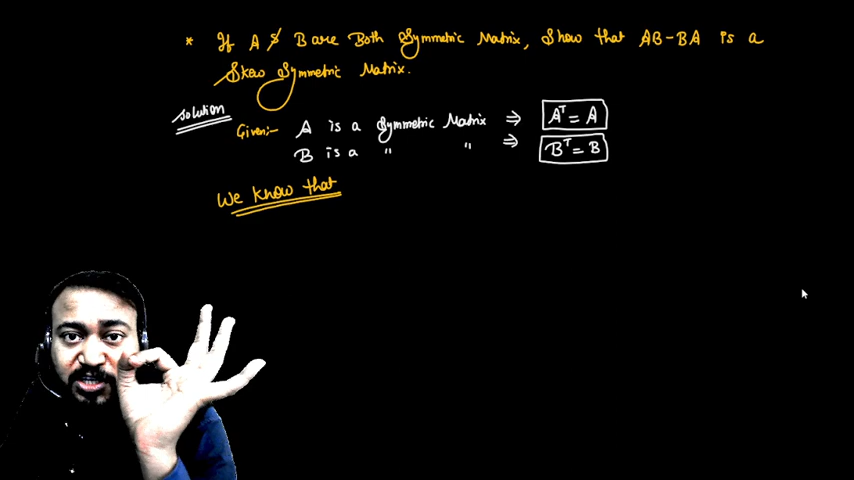 * If A & B are Both Symmetric Matrix, Show that AB-BA is a
Skew Symmetric Matrix.
Solution
Given:- A is a Symmetric Matrix ⇒ Aᵀ = A
B is a " " ⇒ Bᵀ = B
We know that